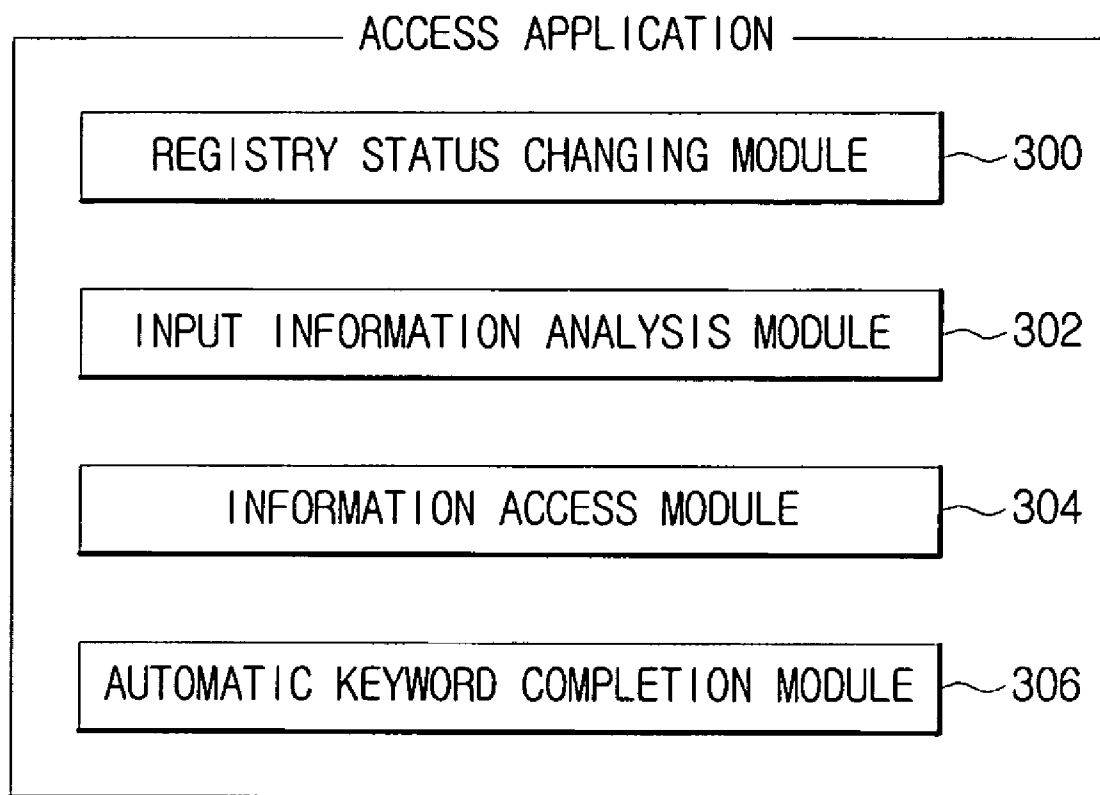 ACCESS APPLICATION
REGISTRY STATUS CHANGING MODULE 300
INPUT INFORMATION ANALYSIS MODULE 302
INFORMATION ACCESS MODULE 304
AUTOMATIC KEYWORD COMPLETION MODULE 306